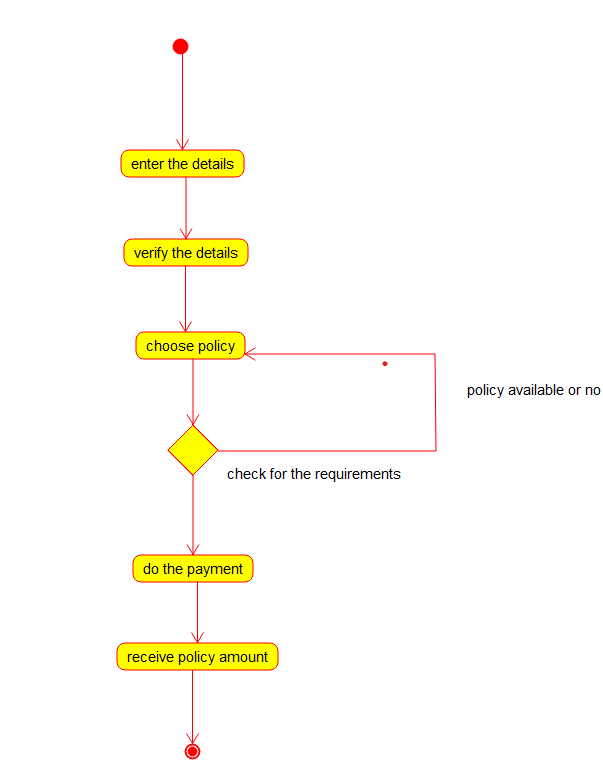 enter the details
verify the details
choose policy
policy available or no
check for the requirements
do the payment
receive policy amount